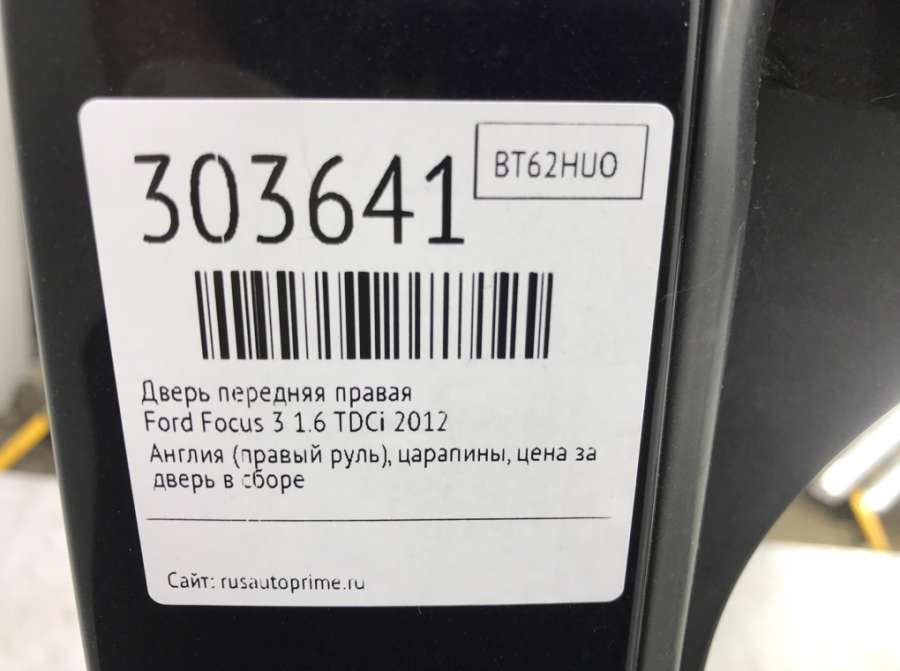 303641
BT62HUO
Дверь передняя правая
Ford Focus 3 1.6 TDCi 2012
Англия (правый руль), царапины, цена за
дверь в сборе
Сайт: rusautoprime.ru